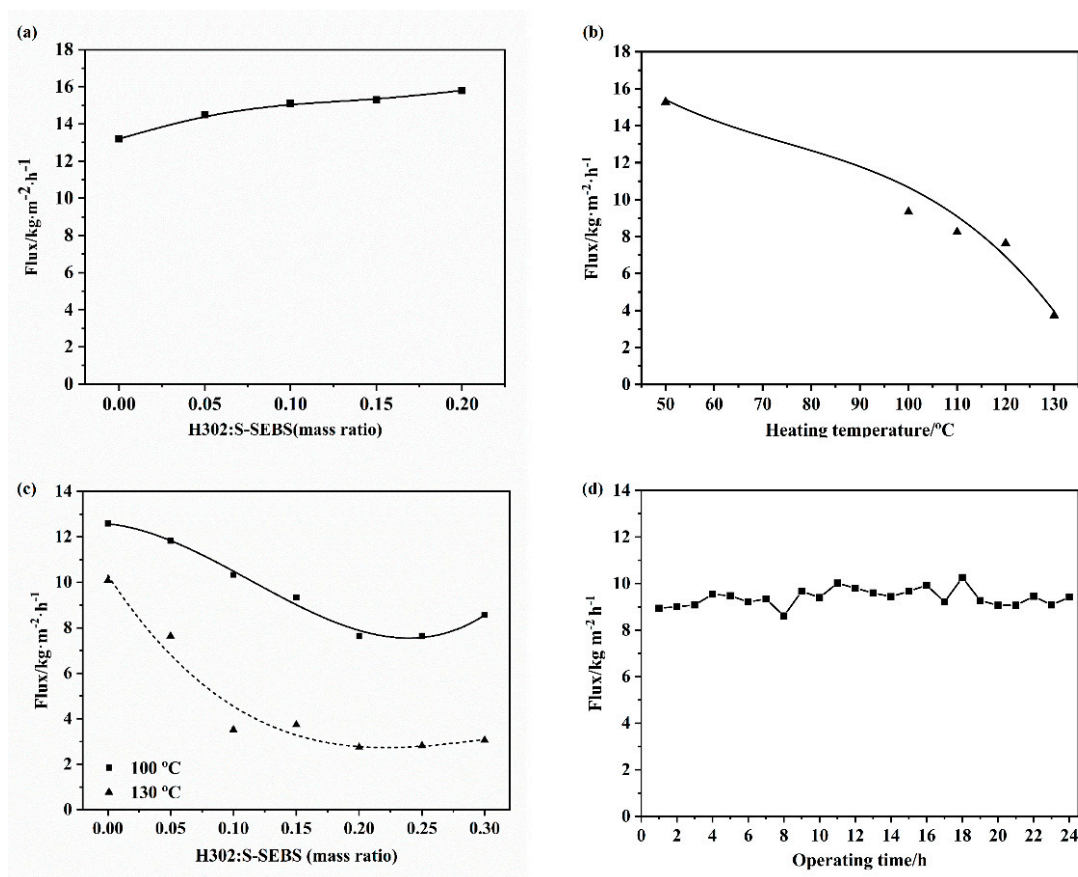 (a)
18
16
14
12
10
8
6
4
2
0
Flux/kg·m⁻²·h⁻¹
0.00 0.05 0.10 0.15 0.20
H302:S-SEBS(mass ratio)
(b)
18
16
14
12
10
8
6
4
2
0
Flux/kg·m⁻²·h⁻¹
50 60 70 80 90 100 110 120 130
Heating temperature/°C
(c)
14
12
10
8
6
4
2
0
Flux/kg·m⁻²·h⁻¹
100 °C
130 °C
0.00 0.05 0.10 0.15 0.20 0.25 0.30
H302:S-SEBS (mass ratio)
(d)
14
12
10
8
6
4
2
0
Flux/kg m⁻² h⁻¹
0 2 4 6 8 10 12 14 16 18 20 22 24
Operating time/h